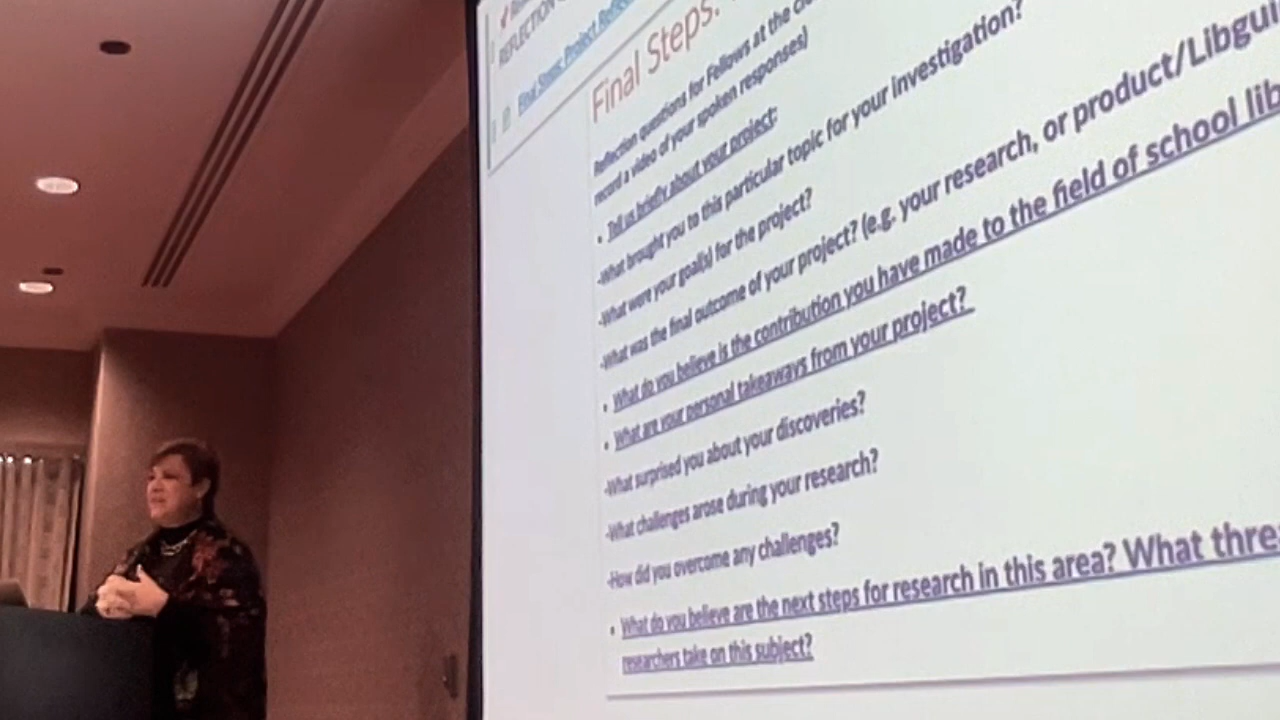 REFLECTION
Final Steps: Project Reflec
Final Steps:
Reflection questions for Fellows at the
record a video of your spoken responses)
• Tell us briefly about your project:
-What brought you to this particular topic for your investigation?
-What were your goal(s) for the project?
-What was the final outcome of your project? (e.g. your research, or product/Libgui
• What do you believe is the contribution you have made to the field of school lib
• What are your personal takeaways from your project?
-What surprised you about your discoveries?
-What challenges arose during your research?
-How did you overcome any challenges?
• What do you believe are the next steps for research in this area? What thre
researchers take on this subject?